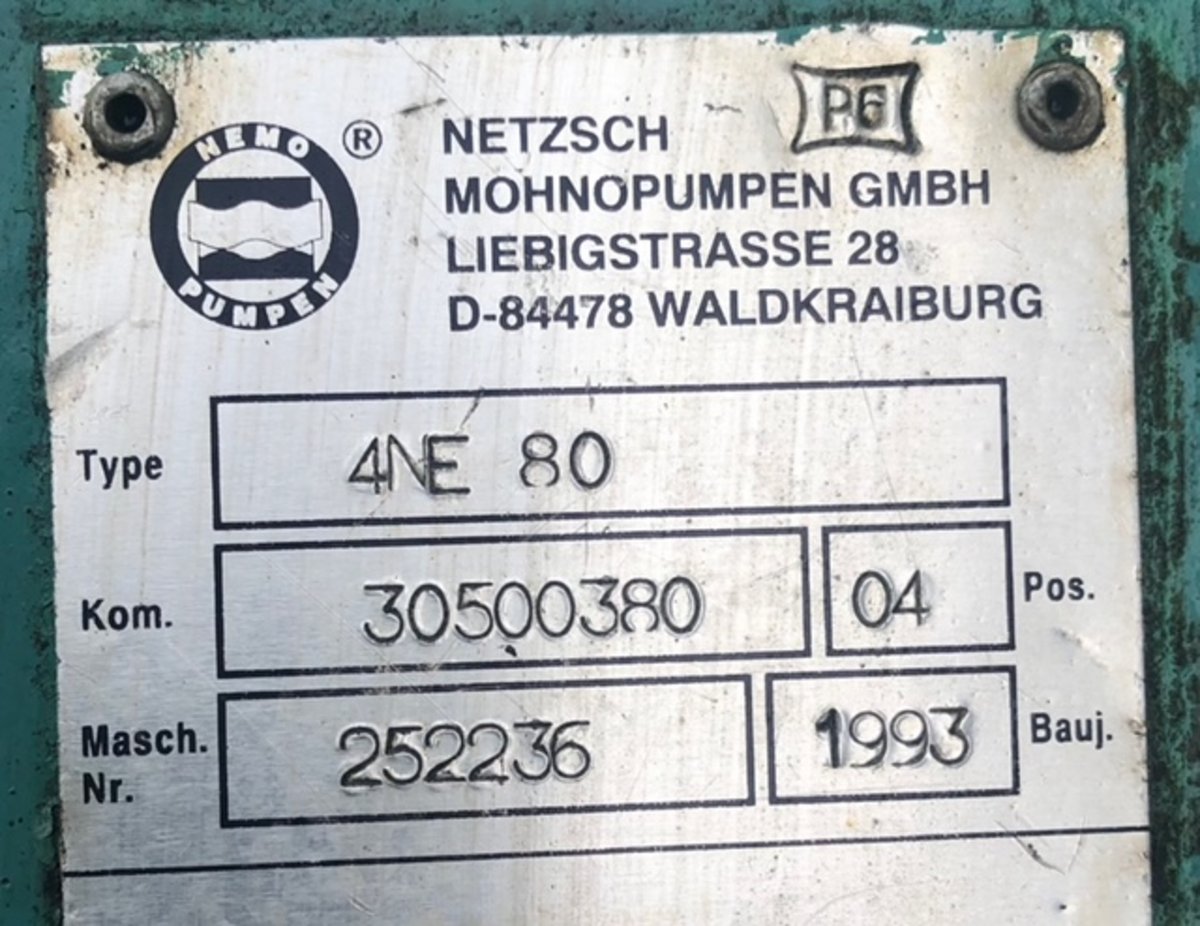 NEMO
PUMPEN
®
P6
NETZSCH
MOHNOPUMPEN GMBH
LIEBIGSTRASSE 28
D-84478 WALDKRAIBURG
Type 4NE 80
Kom. 30500380 04 Pos.
Masch. Nr. 252236 1993 Bauj.